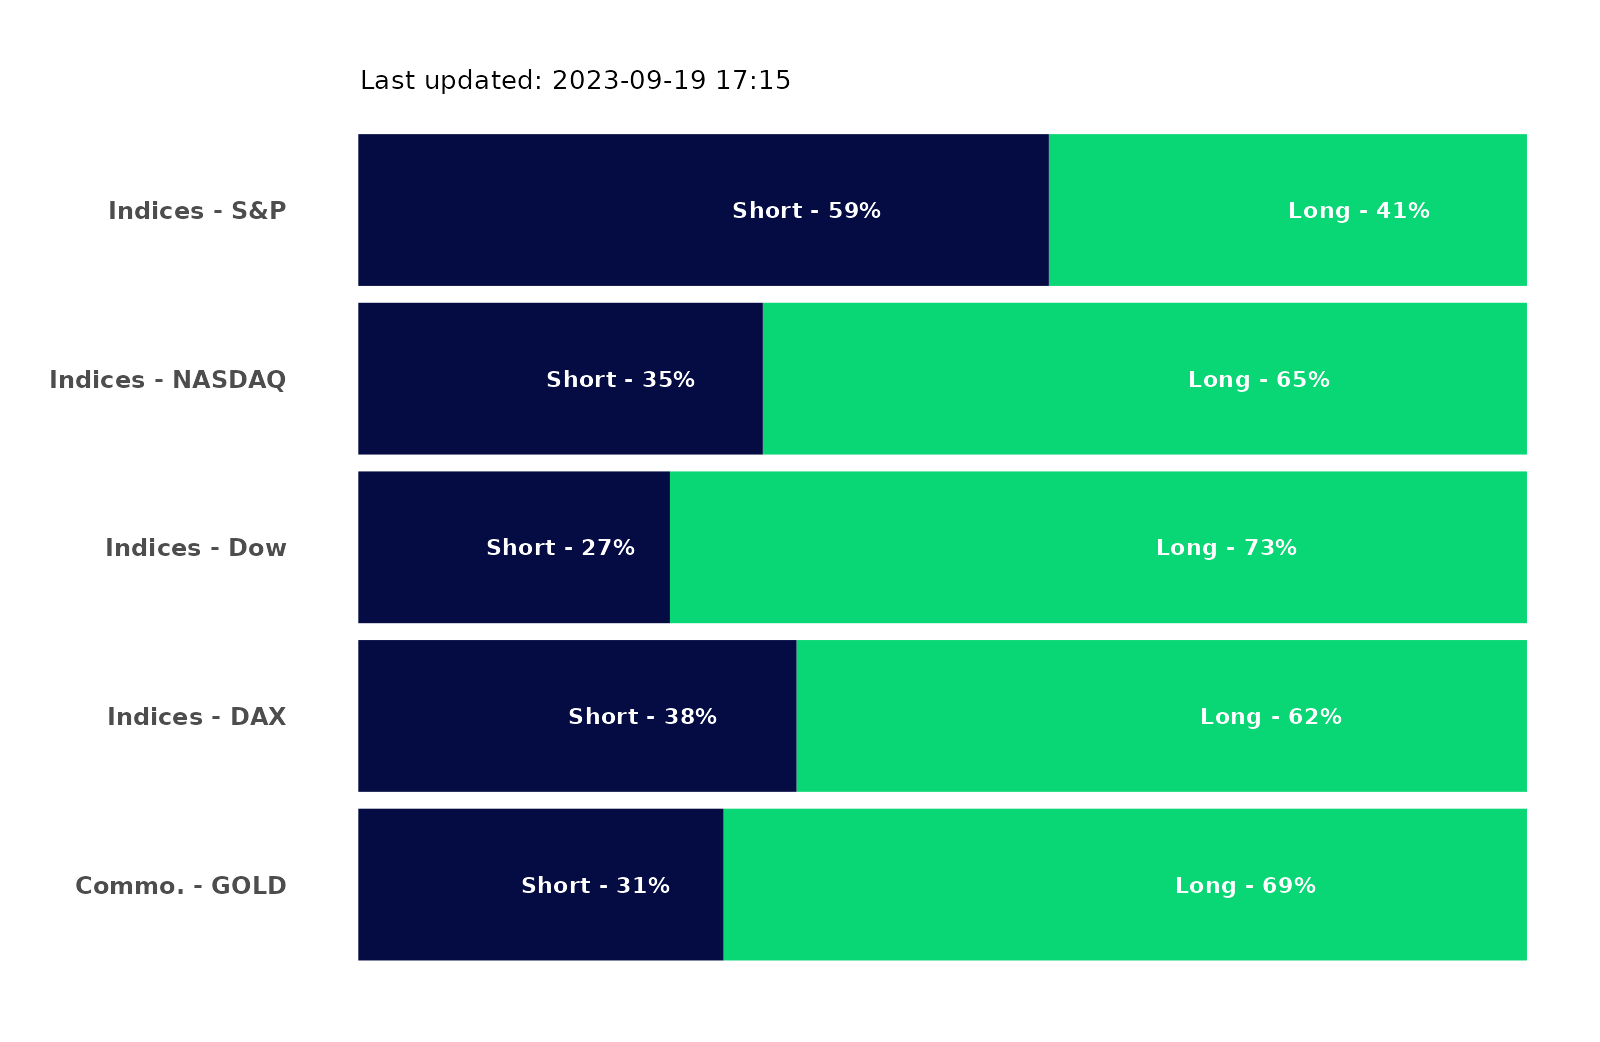 Last updated: 2023-09-19 17:15
Indices - S&P Short - 59% Long - 41%
Indices - NASDAQ Short - 35% Long - 65%
Indices - Dow Short - 27% Long - 73%
Indices - DAX Short - 38% Long - 62%
Commo. - GOLD Short - 31% Long - 69%